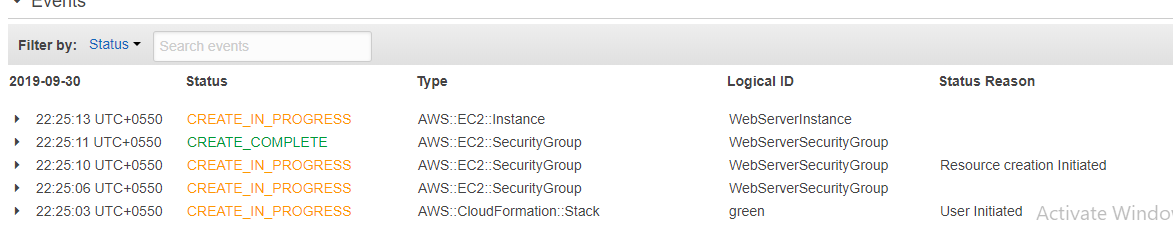 Events
Filter by: Status Search events
2019-09-30 Status Type Logical ID Status Reason
22:25:13 UTC+0550 CREATE_IN_PROGRESS AWS::EC2::Instance WebServerInstance
22:25:11 UTC+0550 CREATE_COMPLETE AWS::EC2::SecurityGroup WebServerSecurityGroup
22:25:10 UTC+0550 CREATE_IN_PROGRESS AWS::EC2::SecurityGroup WebServerSecurityGroup Resource creation Initiated
22:25:06 UTC+0550 CREATE_IN_PROGRESS AWS::EC2::SecurityGroup WebServerSecurityGroup
22:25:03 UTC+0550 CREATE_IN_PROGRESS AWS::CloudFormation::Stack green User Initiated Activate Windo